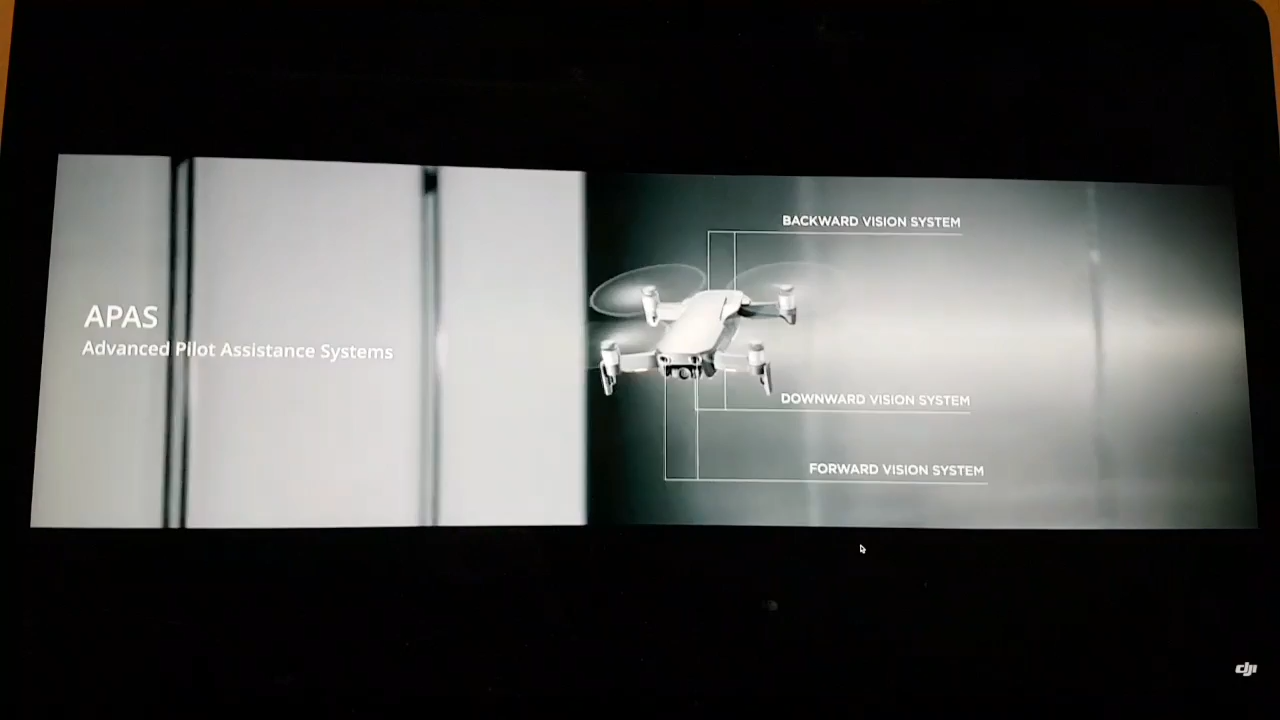 APAS
Advanced Pilot Assistance Systems
BACKWARD VISION SYSTEM
DOWNWARD VISION SYSTEM
FORWARD VISION SYSTEM
dji